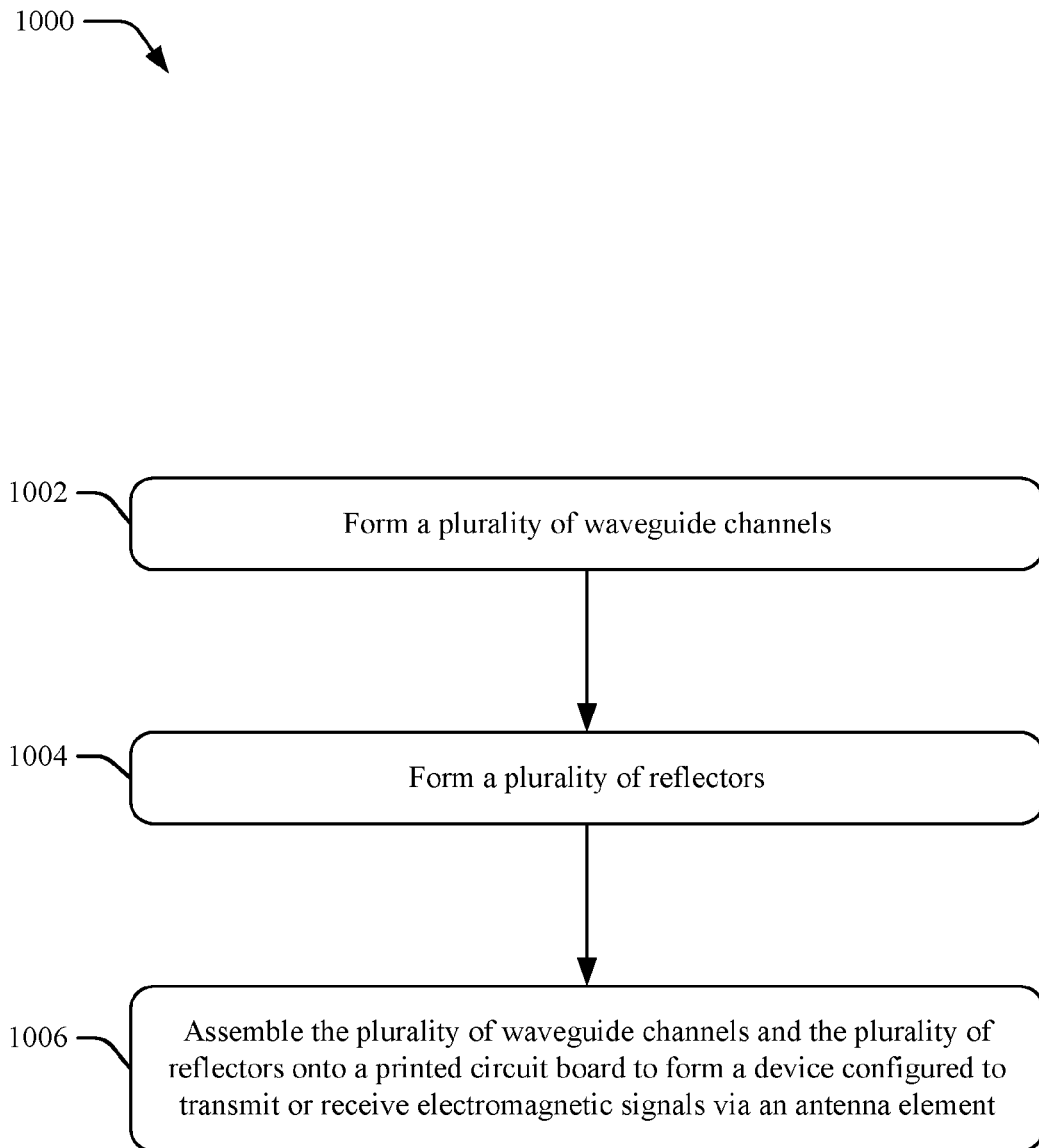 1000
1002
Form a plurality of waveguide channels
1004
Form a plurality of reflectors
1006
Assemble the plurality of waveguide channels and the plurality of
reflectors onto a printed circuit board to form a device configured to
transmit or receive electromagnetic signals via an antenna element